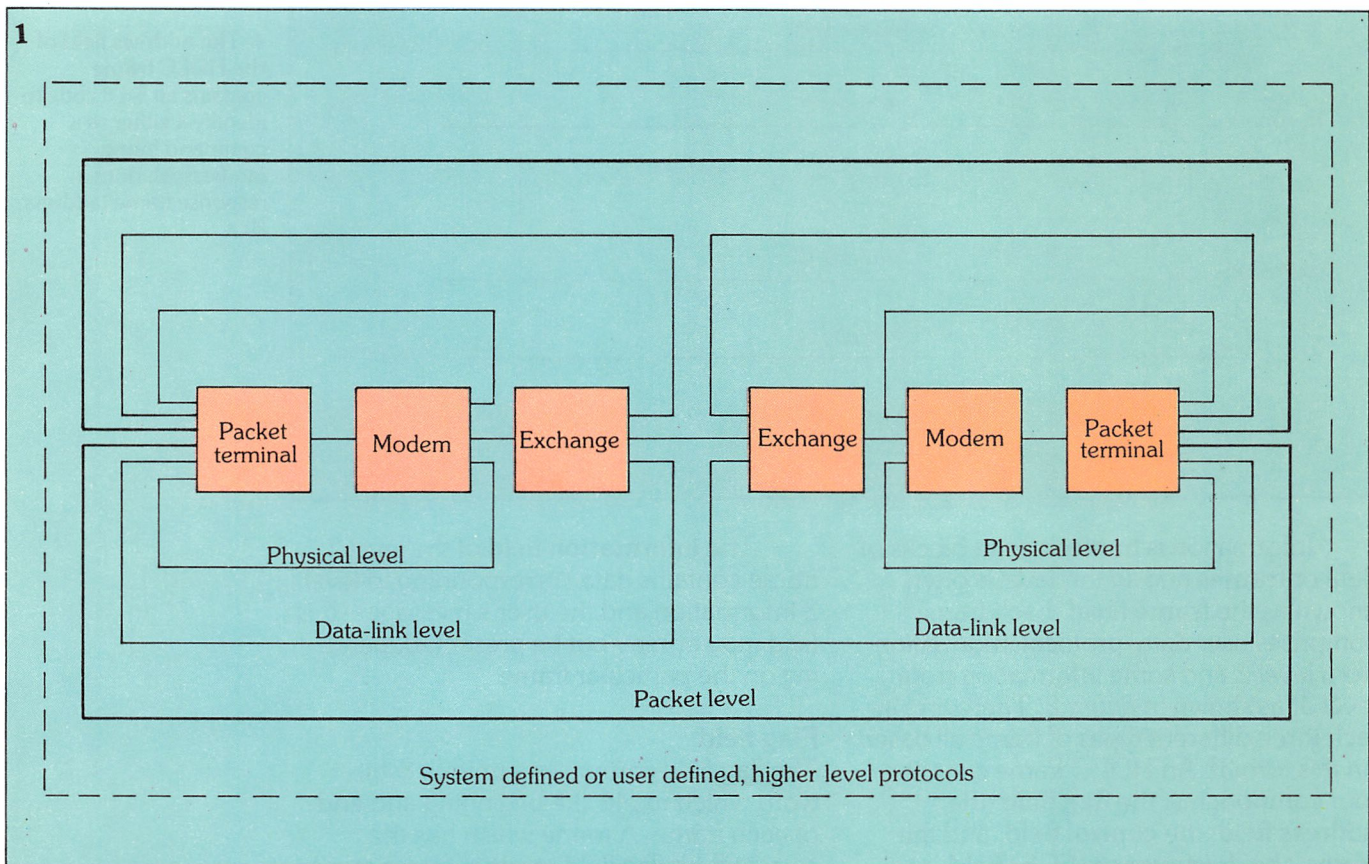 1
Packet
terminal
Modem
Exchange
Exchange
Modem
Packet
terminal
Physical level
Physical level
Data-link level
Data-link level
Packet level
System defined or user defined, higher level protocols